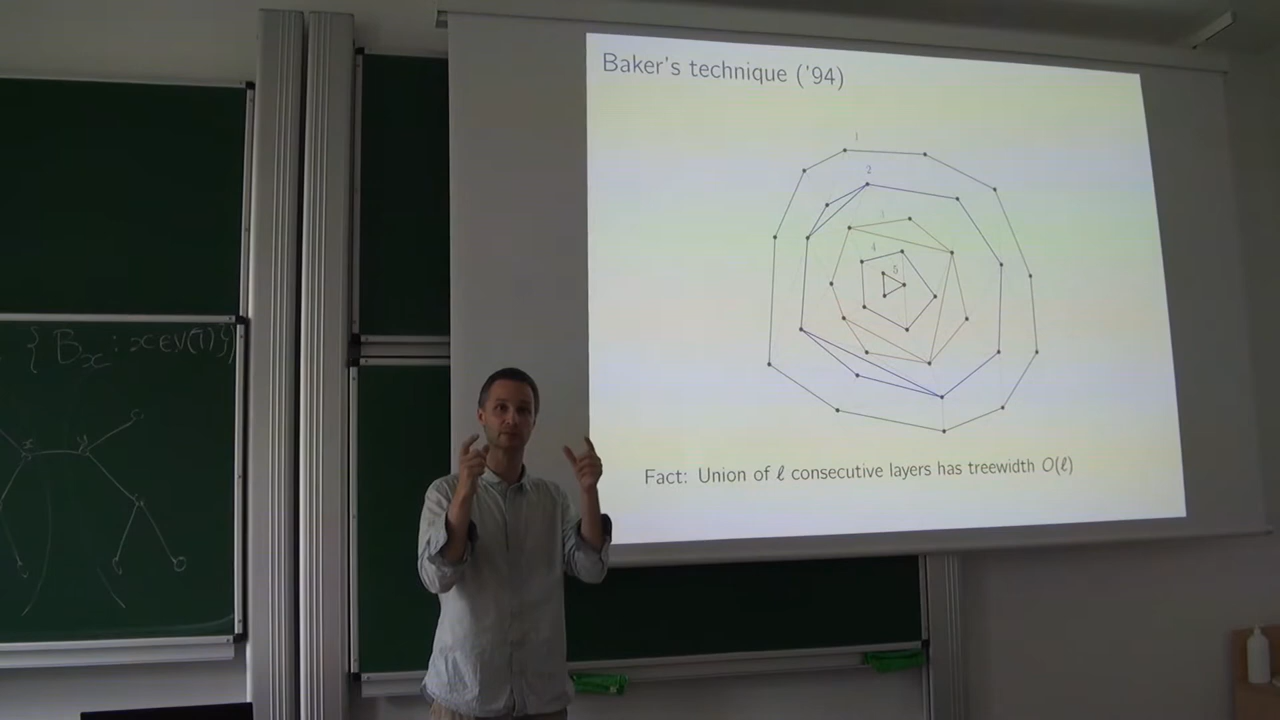 Baker's technique ('94)
1
2
3
4
5
Fact: Union of ℓ consecutive layers has treewidth O(ℓ)
{ B_x : x ∈ V(T) }
x
y